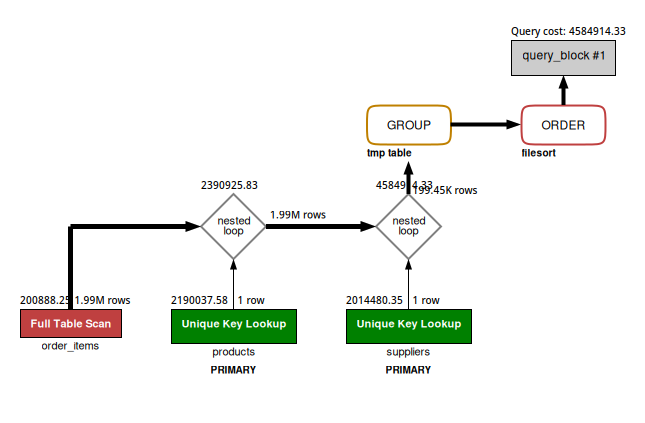 Query cost: 4584914.33
query_block #1
GROUP
ORDER
tmp table
filesort
2390925.83
4584914.33
199.45K rows
nested
loop
1.99M rows
nested
loop
200888.25
1.99M rows
2190037.58
1 row
2014480.35
1 row
Full Table Scan
Unique Key Lookup
Unique Key Lookup
order_items
products
suppliers
PRIMARY
PRIMARY